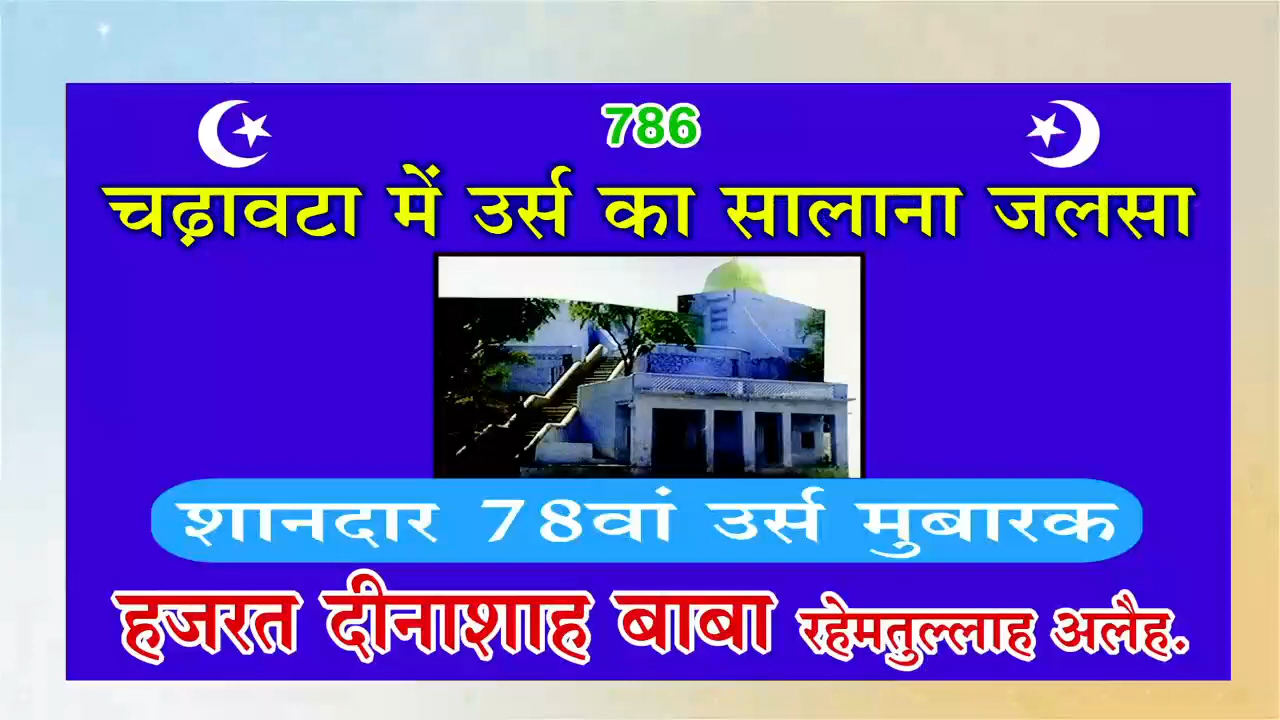 786
चढ़ावटा में उर्स का सालाना जलसा
शानदार 78वां उर्स मुबारक
हजरत दीनाशाह बाबा रहेमतुल्लाह अलैह.